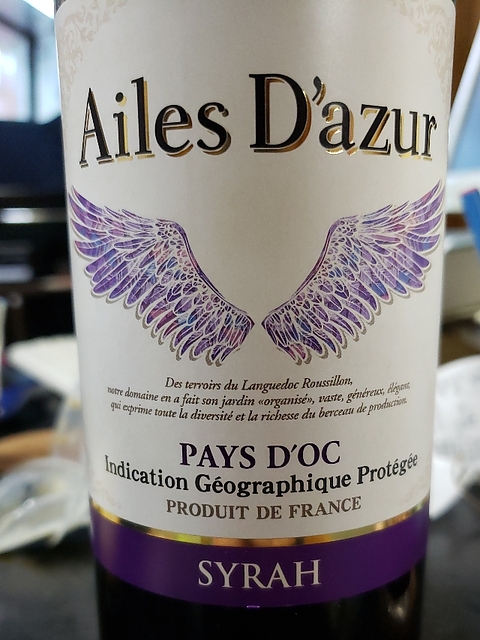 Ailes D'azur
Des terroirs du Languedoc Roussillon,
notre domaine en a fait son jardin «organisé», vaste, généreux, élégant,
qui exprime toute la diversité et la richesse du berceau de production.
PAYS D'OC
Indication Géographique Protégée
PRODUIT DE FRANCE
SYRAH